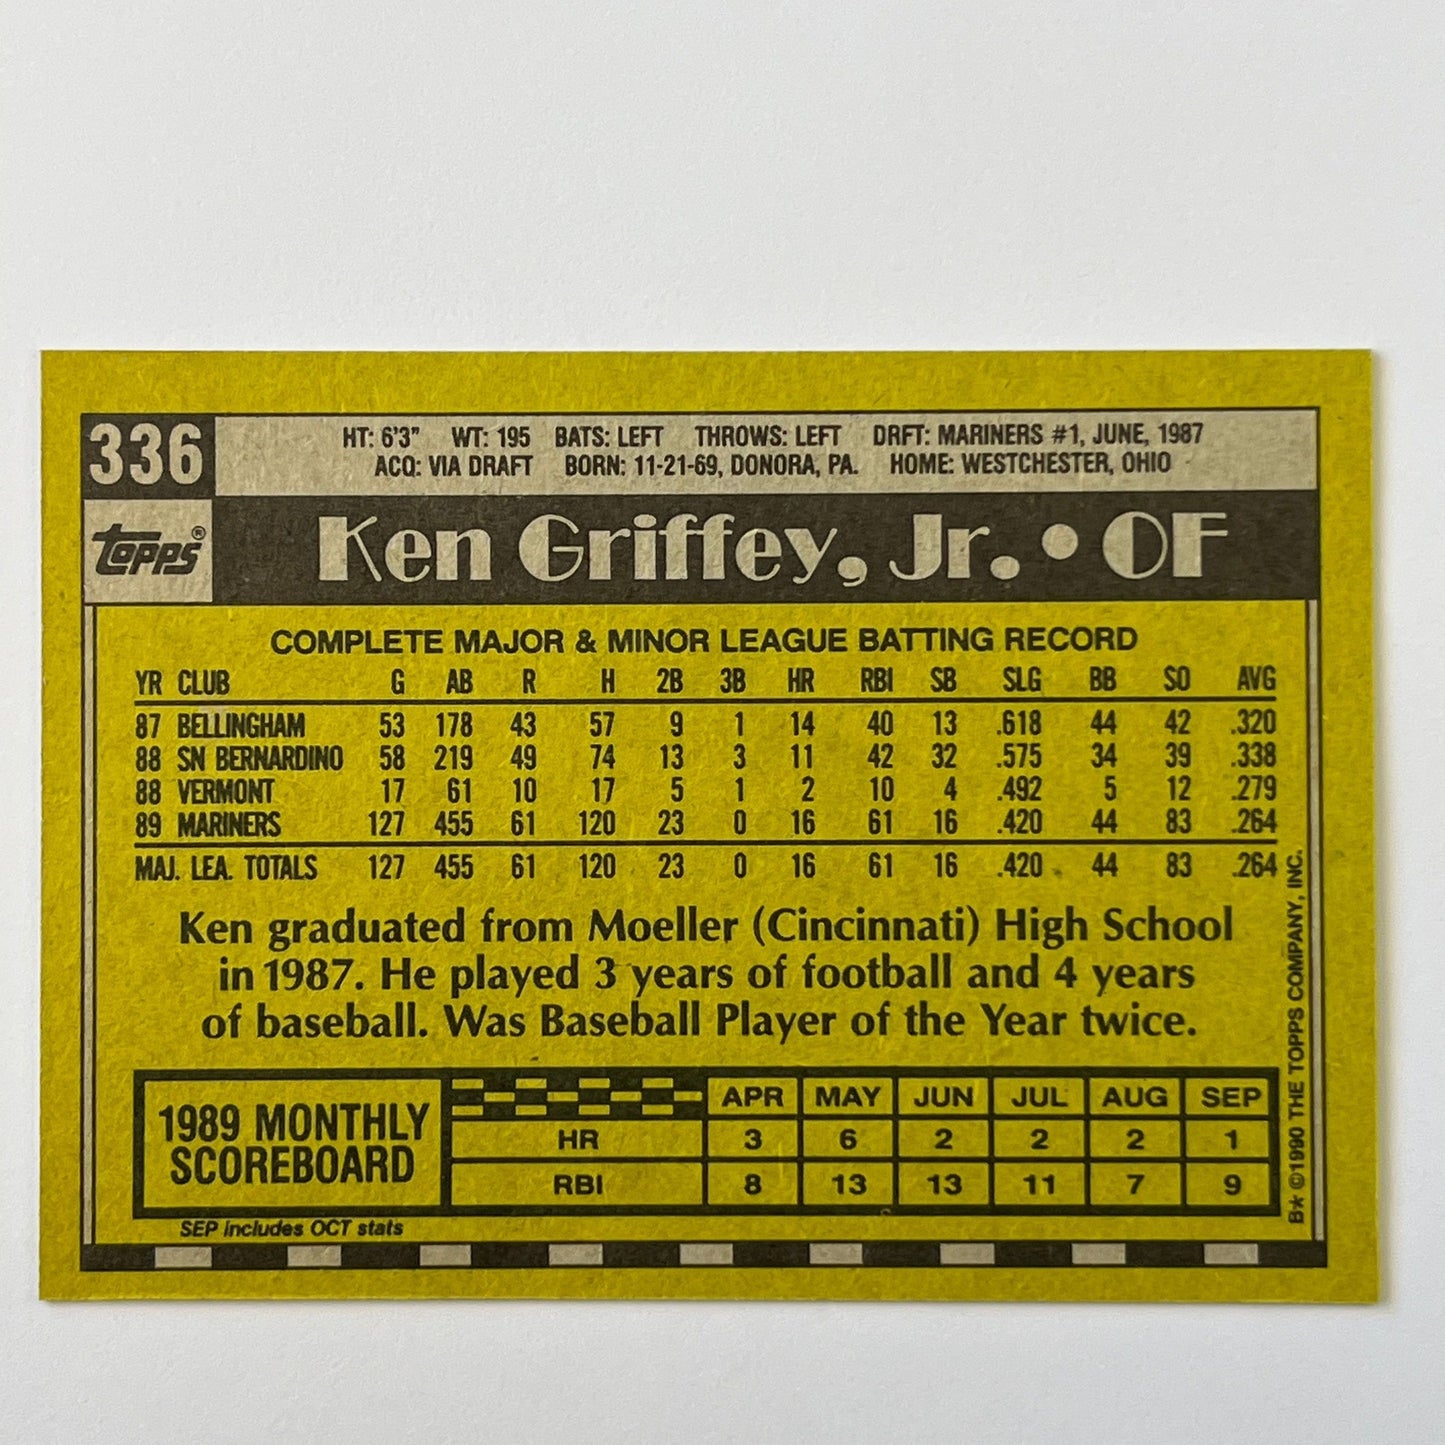 336
HT: 6'3" WT: 195 BATS: LEFT THROWS: LEFT DRFT: MARINERS #1, JUNE, 1987
ACQ: VIA DRAFT BORN: 11-21-69, DONORA, PA. HOME: WESTCHESTER, OHIO
Topps®
Ken Griffey, Jr. • OF
COMPLETE MAJOR & MINOR LEAGUE BATTING RECORD
YR CLUB G AB R H 2B 3B HR RBI SB SLG BB SO AVG
87 BELLINGHAM 53 178 43 57 9 1 14 40 13 .618 44 42 .320
88 SN BERNARDINO 58 219 49 74 13 3 11 42 32 .575 34 39 .338
88 VERMONT 17 61 10 17 5 1 2 10 4 .492 5 12 .279
89 MARINERS 127 455 61 120 23 0 16 61 16 .420 44 83 .264
MAJ. LEA. TOTALS 127 455 61 120 23 0 16 61 16 .420 44 83 .264
Ken graduated from Moeller (Cincinnati) High School
in 1987. He played 3 years of football and 4 years
of baseball. Was Baseball Player of the Year twice.
1989 MONTHLY
SCOREBOARD
APR MAY JUN JUL AUG SEP
HR 3 6 2 2 2 1
RBI 8 13 13 11 7 9
SEP includes OCT stats
B★ ©1990 THE TOPPS COMPANY, INC.